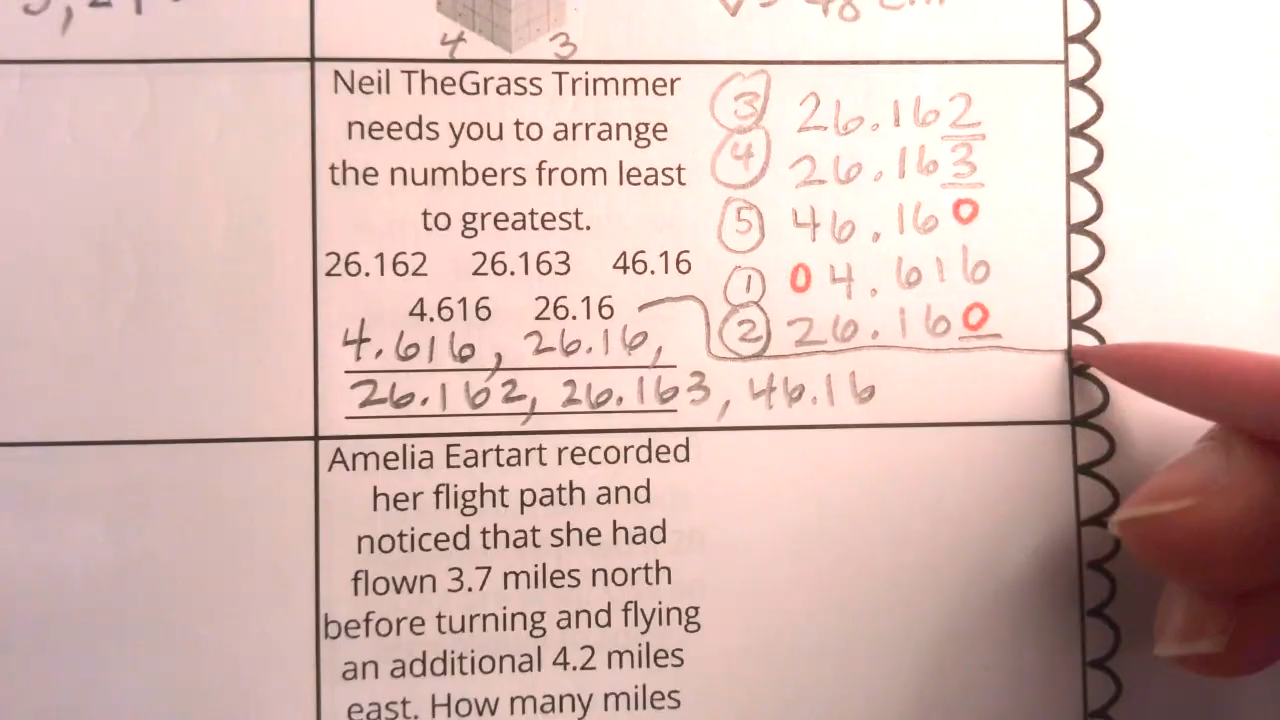 4 3
Neil TheGrass Trimmer
needs you to arrange
the numbers from least
to greatest.
26.162 26.163 46.16
4.616 26.16
4.616, 26.16,
26.162, 26.163, 46.16
3 26.162
4 26.163
5 46.160
1 04.616
2 26.160
Amelia Eartart recorded
her flight path and
noticed that she had
flown 3.7 miles north
before turning and flying
an additional 4.2 miles
east. How many miles